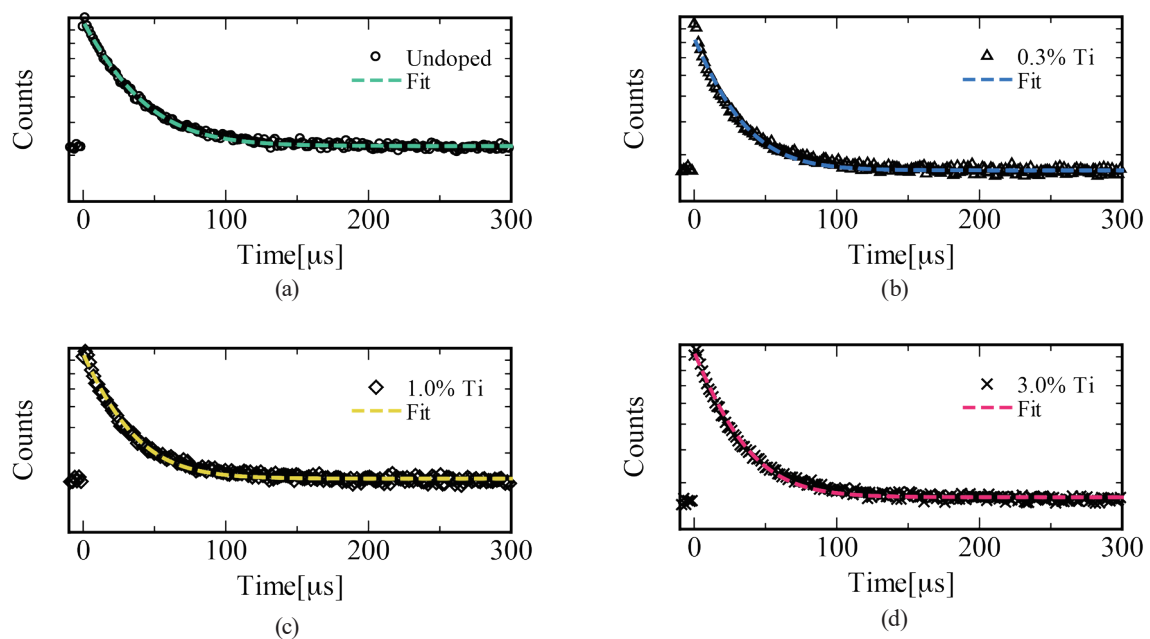 Counts
Undoped
Fit
0 100 200 300
Time[μs]
(a)
Counts
0.3% Ti
Fit
0 100 200 300
Time[μs]
(b)
Counts
1.0% Ti
Fit
0 100 200 300
Time[μs]
(c)
Counts
3.0% Ti
Fit
0 100 200 300
Time[μs]
(d)